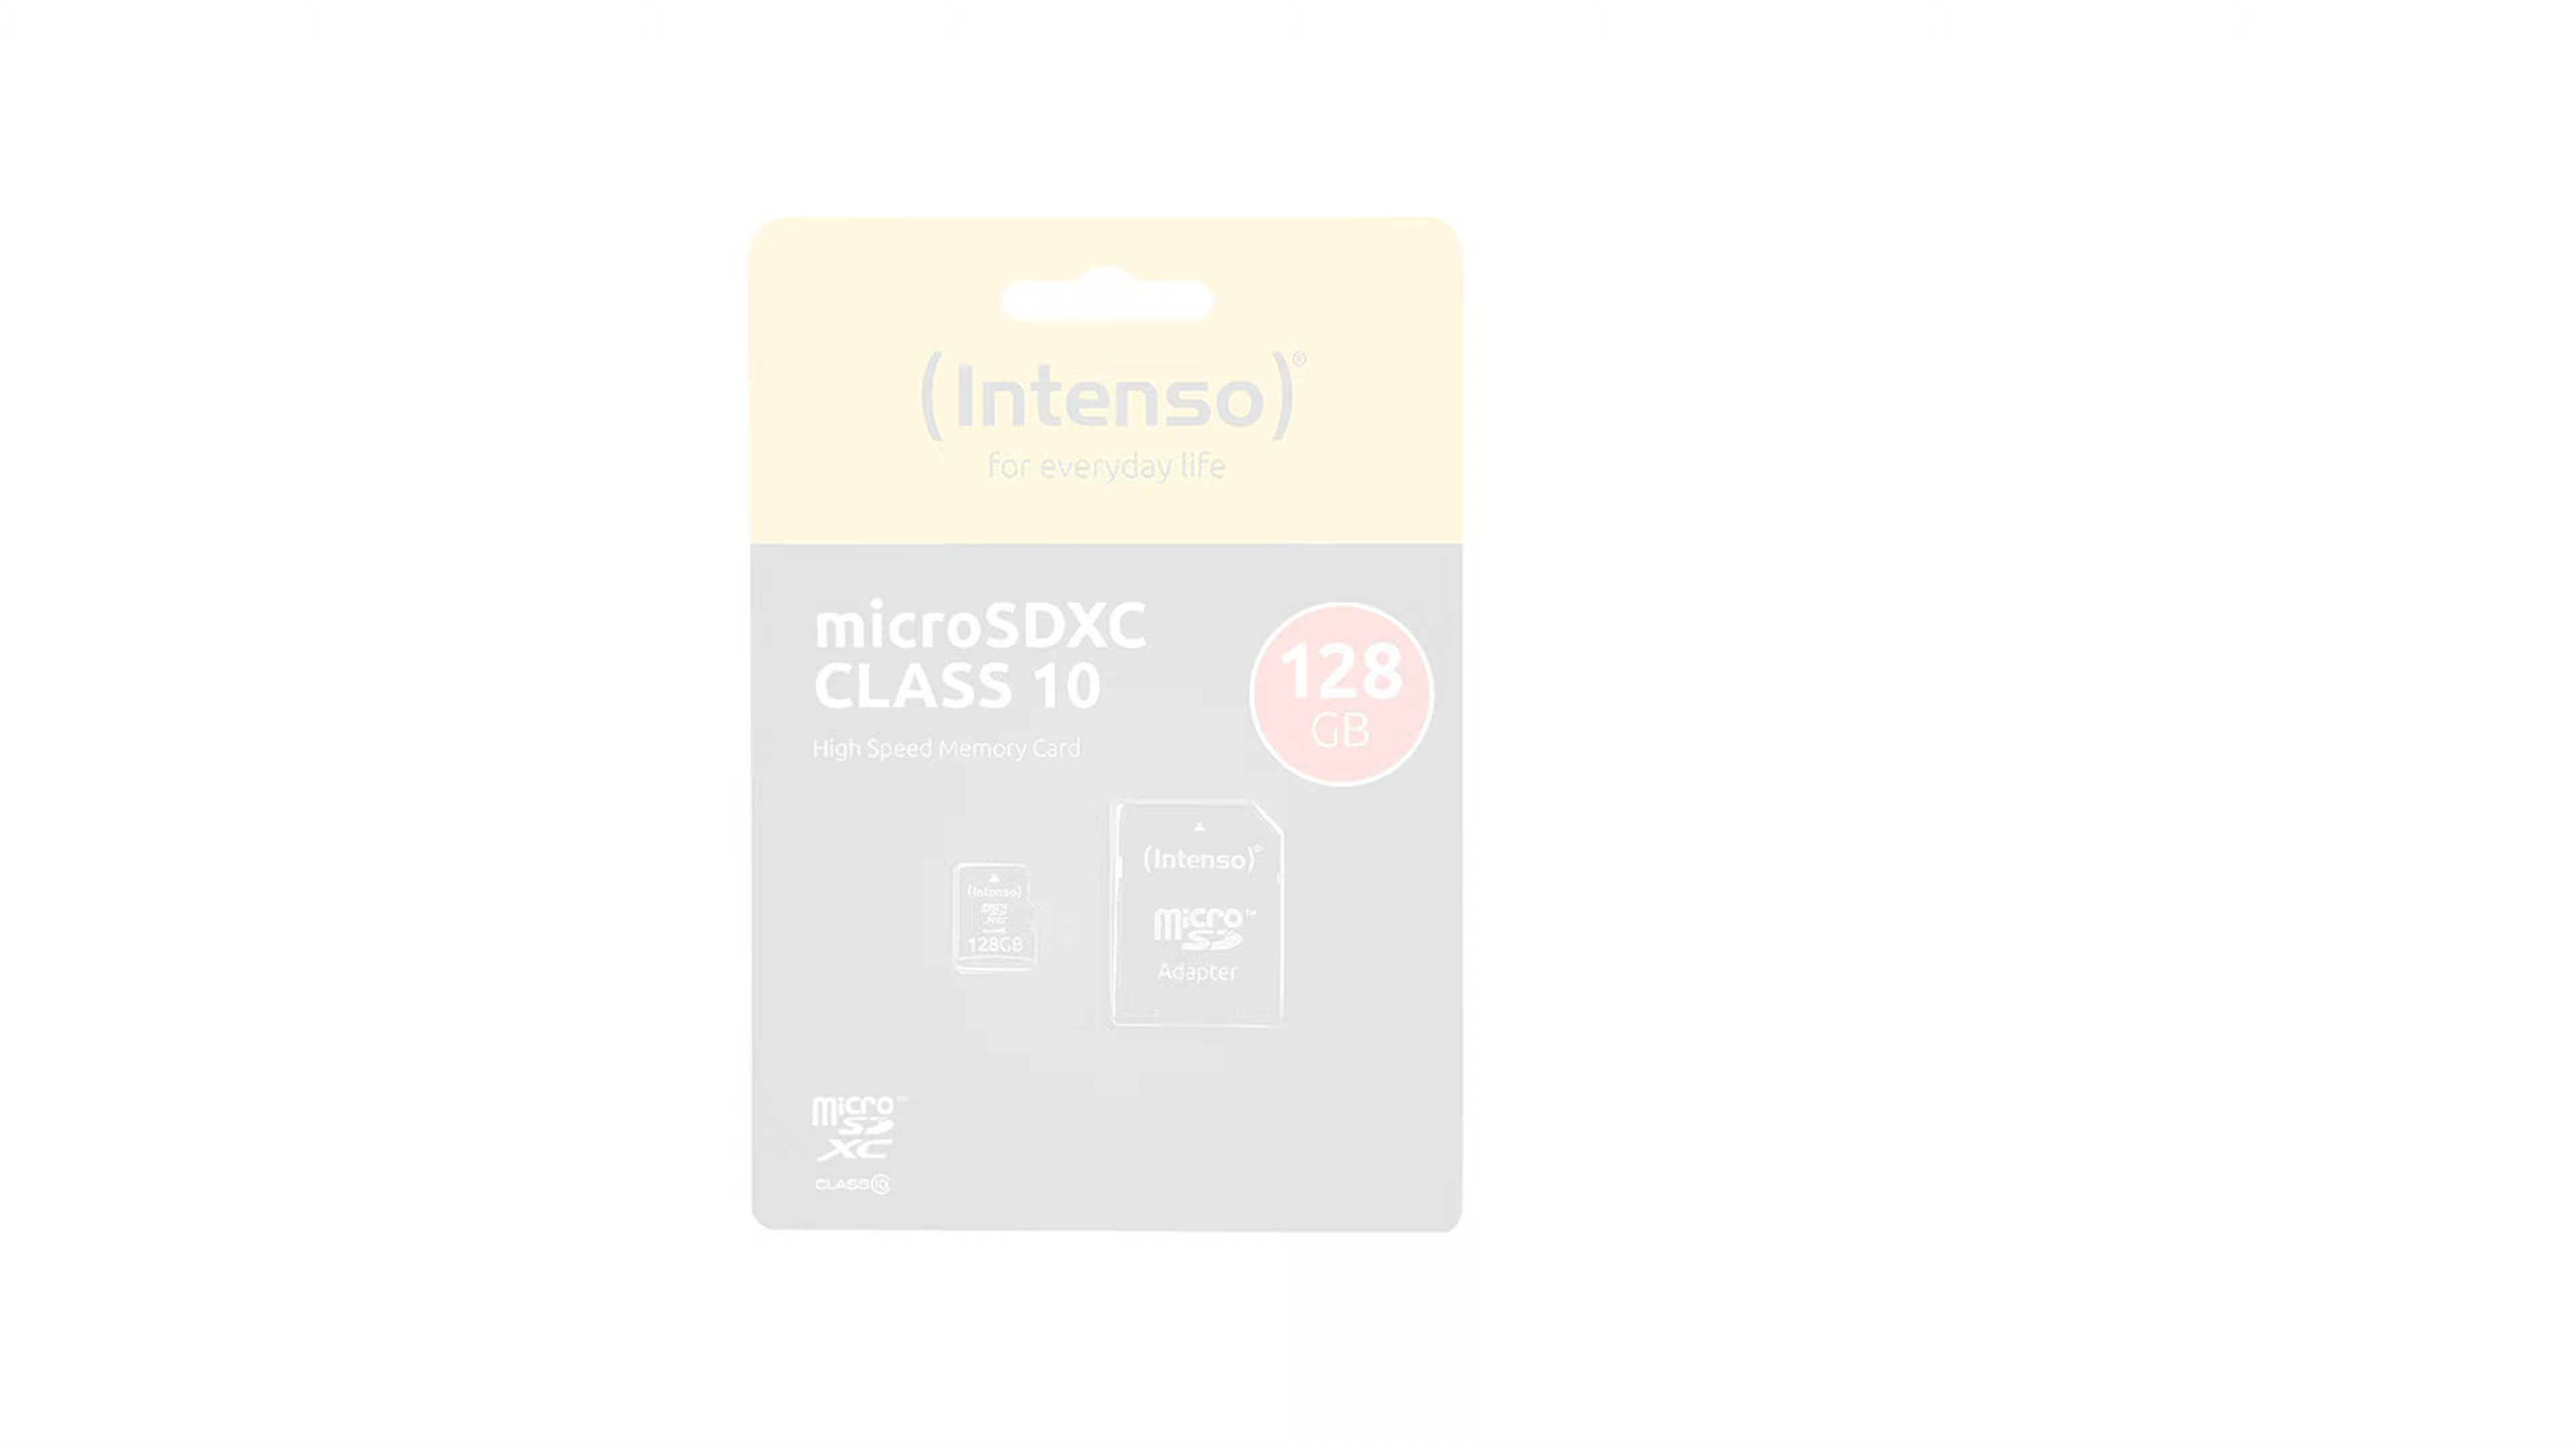 (Intenso)®
for everyday life
microSDXC
CLASS 10
High Speed Memory Card
128
GB
(Intenso)
128GB
(Intenso)®
micro
SD
Adapter
micro™
SD
XC
CLASS 10